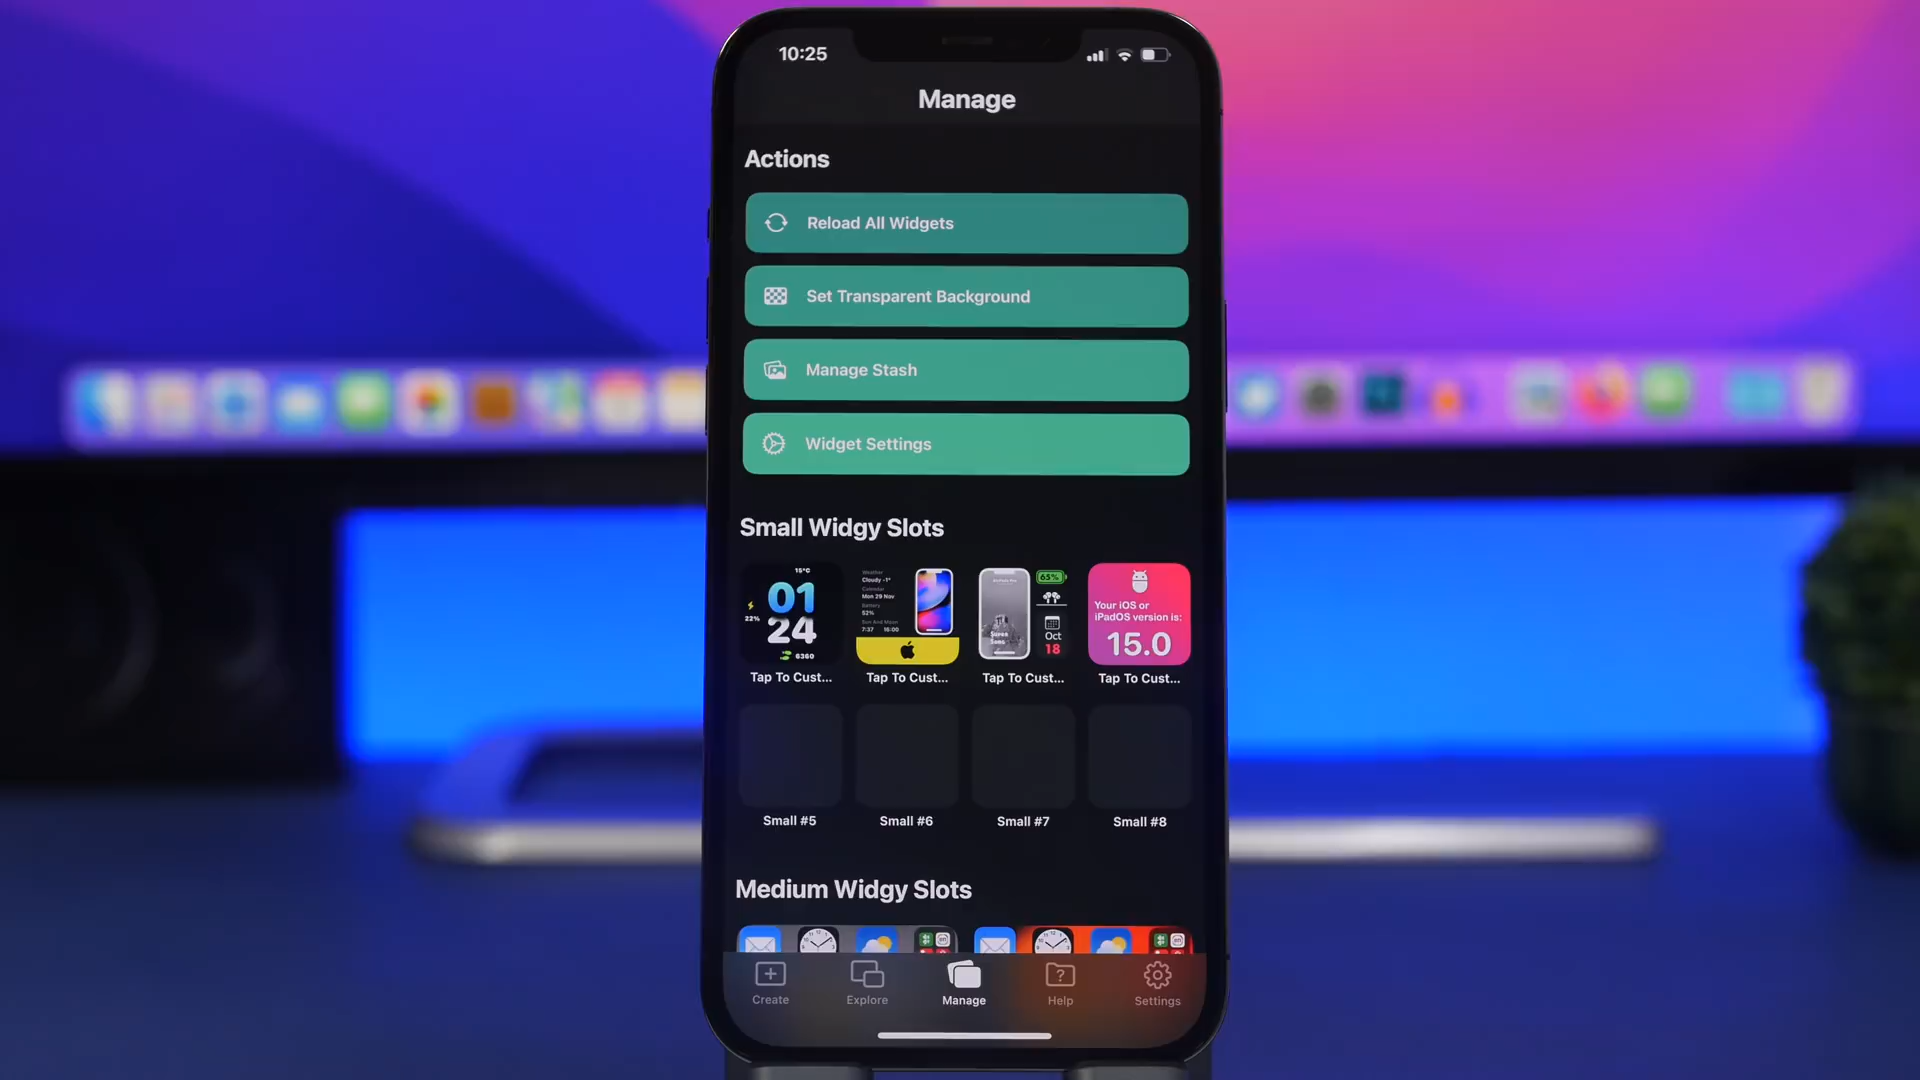 10:25
Manage
Actions
Reload All Widgets
Set Transparent Background
Manage Stash
Widget Settings
Small Widgy Slots
15°C
01
22%
24
6360
Tap To Cust...
Weather
Cloudy -1°
Calendar
Mon 29 Nov
Battery
52%
Sun And Moon
7:37 16:00
Tap To Cust...
65%
Oct
18
Tap To Cust...
Your iOS or
iPadOS version is:
15.0
Tap To Cust...
Small #5
Small #6
Small #7
Small #8
Medium Widgy Slots
Create
Explore
Manage
Help
Settings